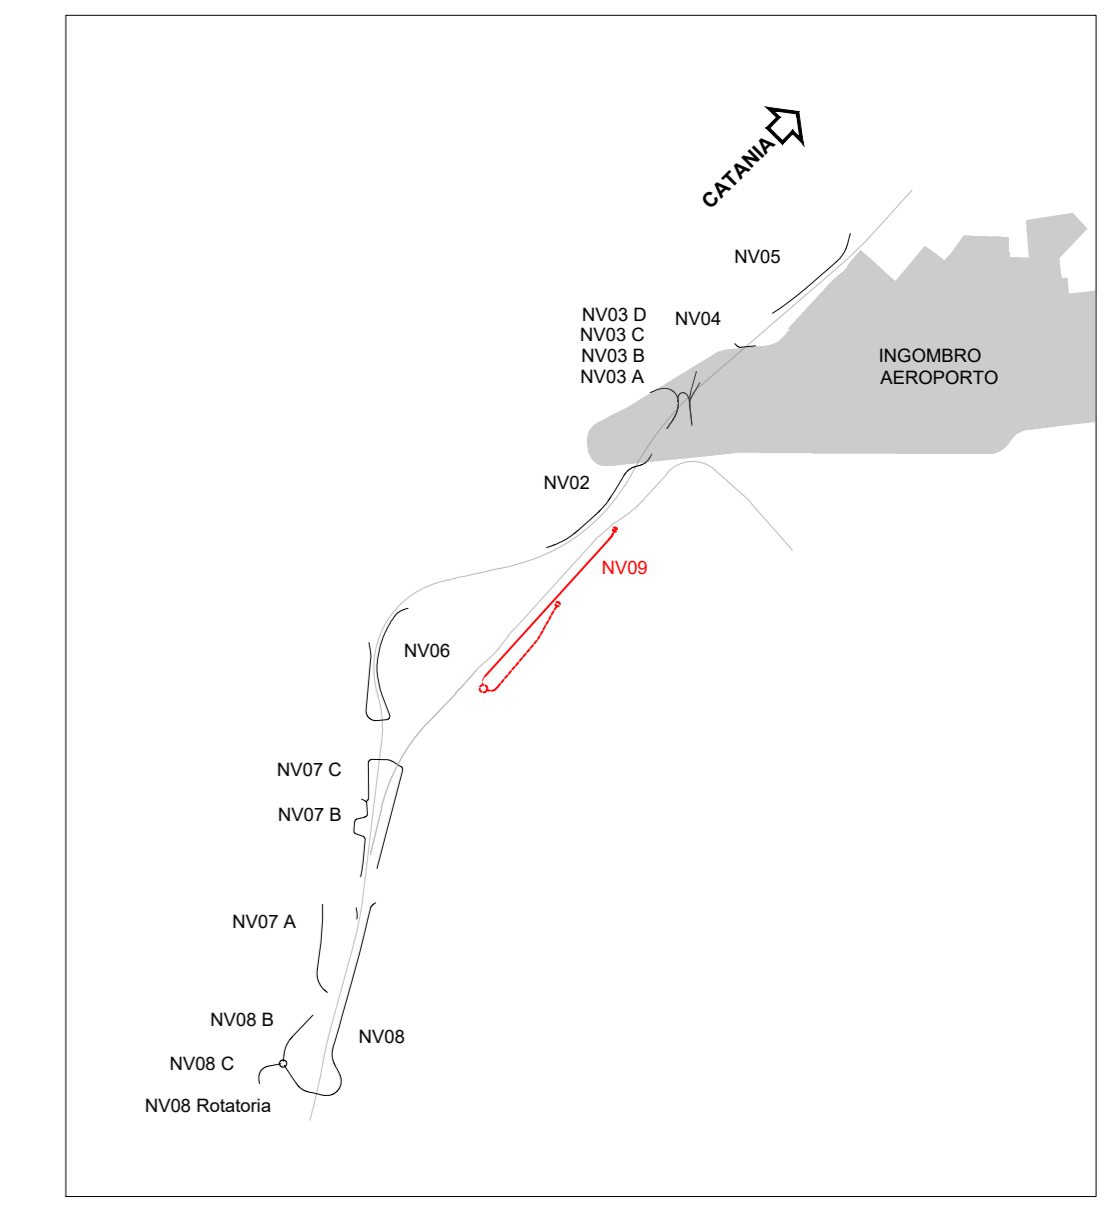 CATANIA
NV05
NV03 D
NV04
NV03 C
NV03 B
NV03 A
INGOMBRO
AEROPORTO
NV02
NV09
NV06
NV07 C
NV07 B
NV07 A
NV08 B
NV08
NV08 C
NV08 Rotatoria